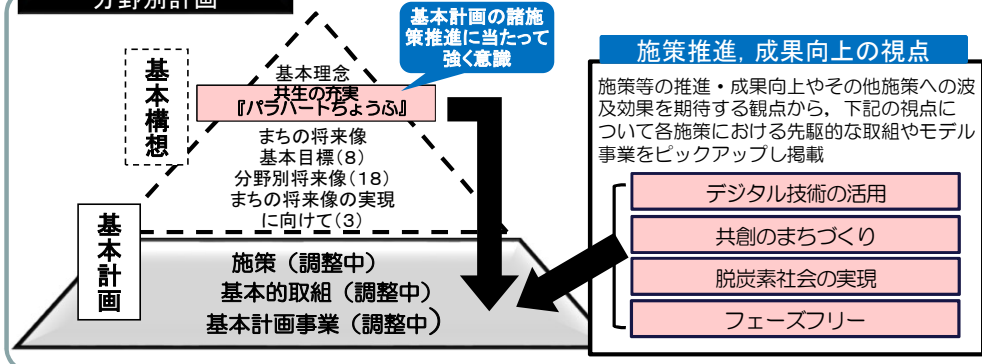 分野別計画
基本計画の諸施
策推進に当たって
強く意識
基本構想
基本理念
共生の充実
『パラハートちょうふ』
まちの将来像
基本目標(8)
分野別将来像(18)
まちの将来像の実現
に向けて(3)
基本計画
施策（調整中）
基本的取組（調整中）
基本計画事業（調整中）
施策推進，成果向上の視点
施策等の推進・成果向上やその他施策への波
及効果を期待する観点から，下記の視点に
ついて各施策における先駆的な取組やモデル
事業をピックアップし掲載
デジタル技術の活用
共創のまちづくり
脱炭素社会の実現
フェーズフリー